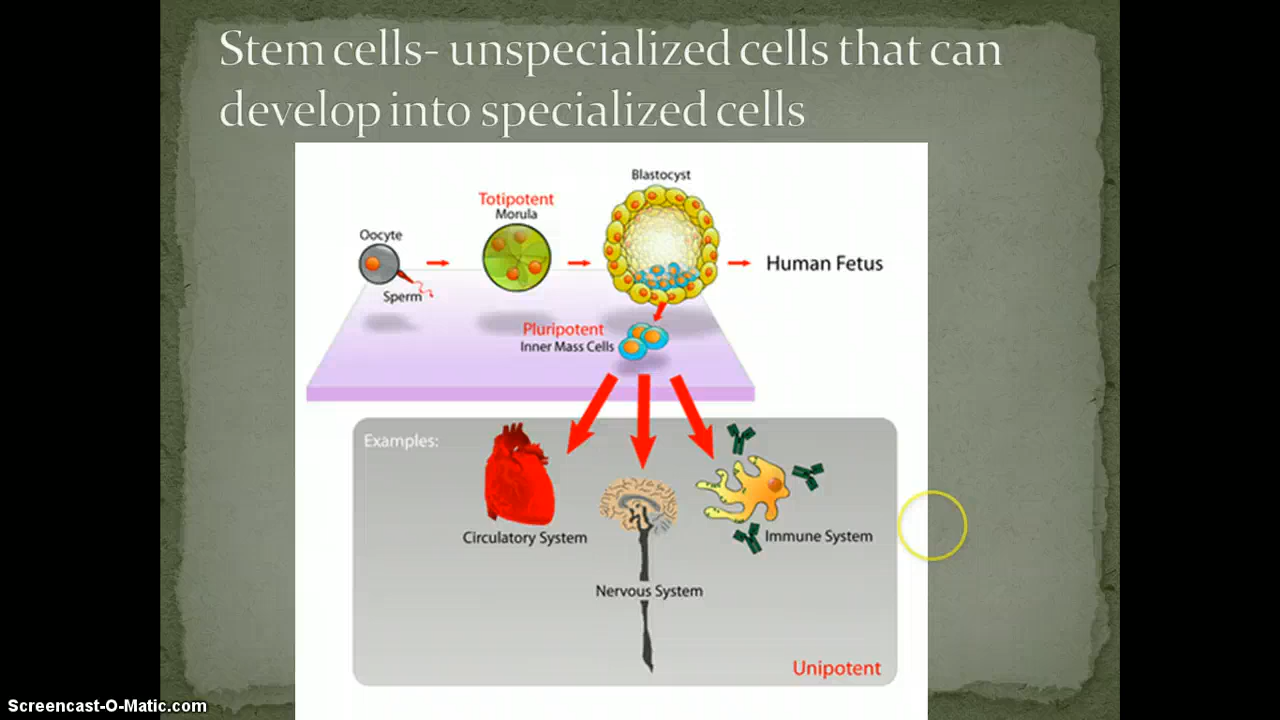 Stem cells- unspecialized cells that can
develop into specialized cells
Blastocyst
Totipotent
Morula
Oocyte
Human Fetus
Sperm
Pluripotent
Inner Mass Cells
Examples:
Circulatory System
Immune System
Nervous System
Unipotent
Screencast-O-Matic.com